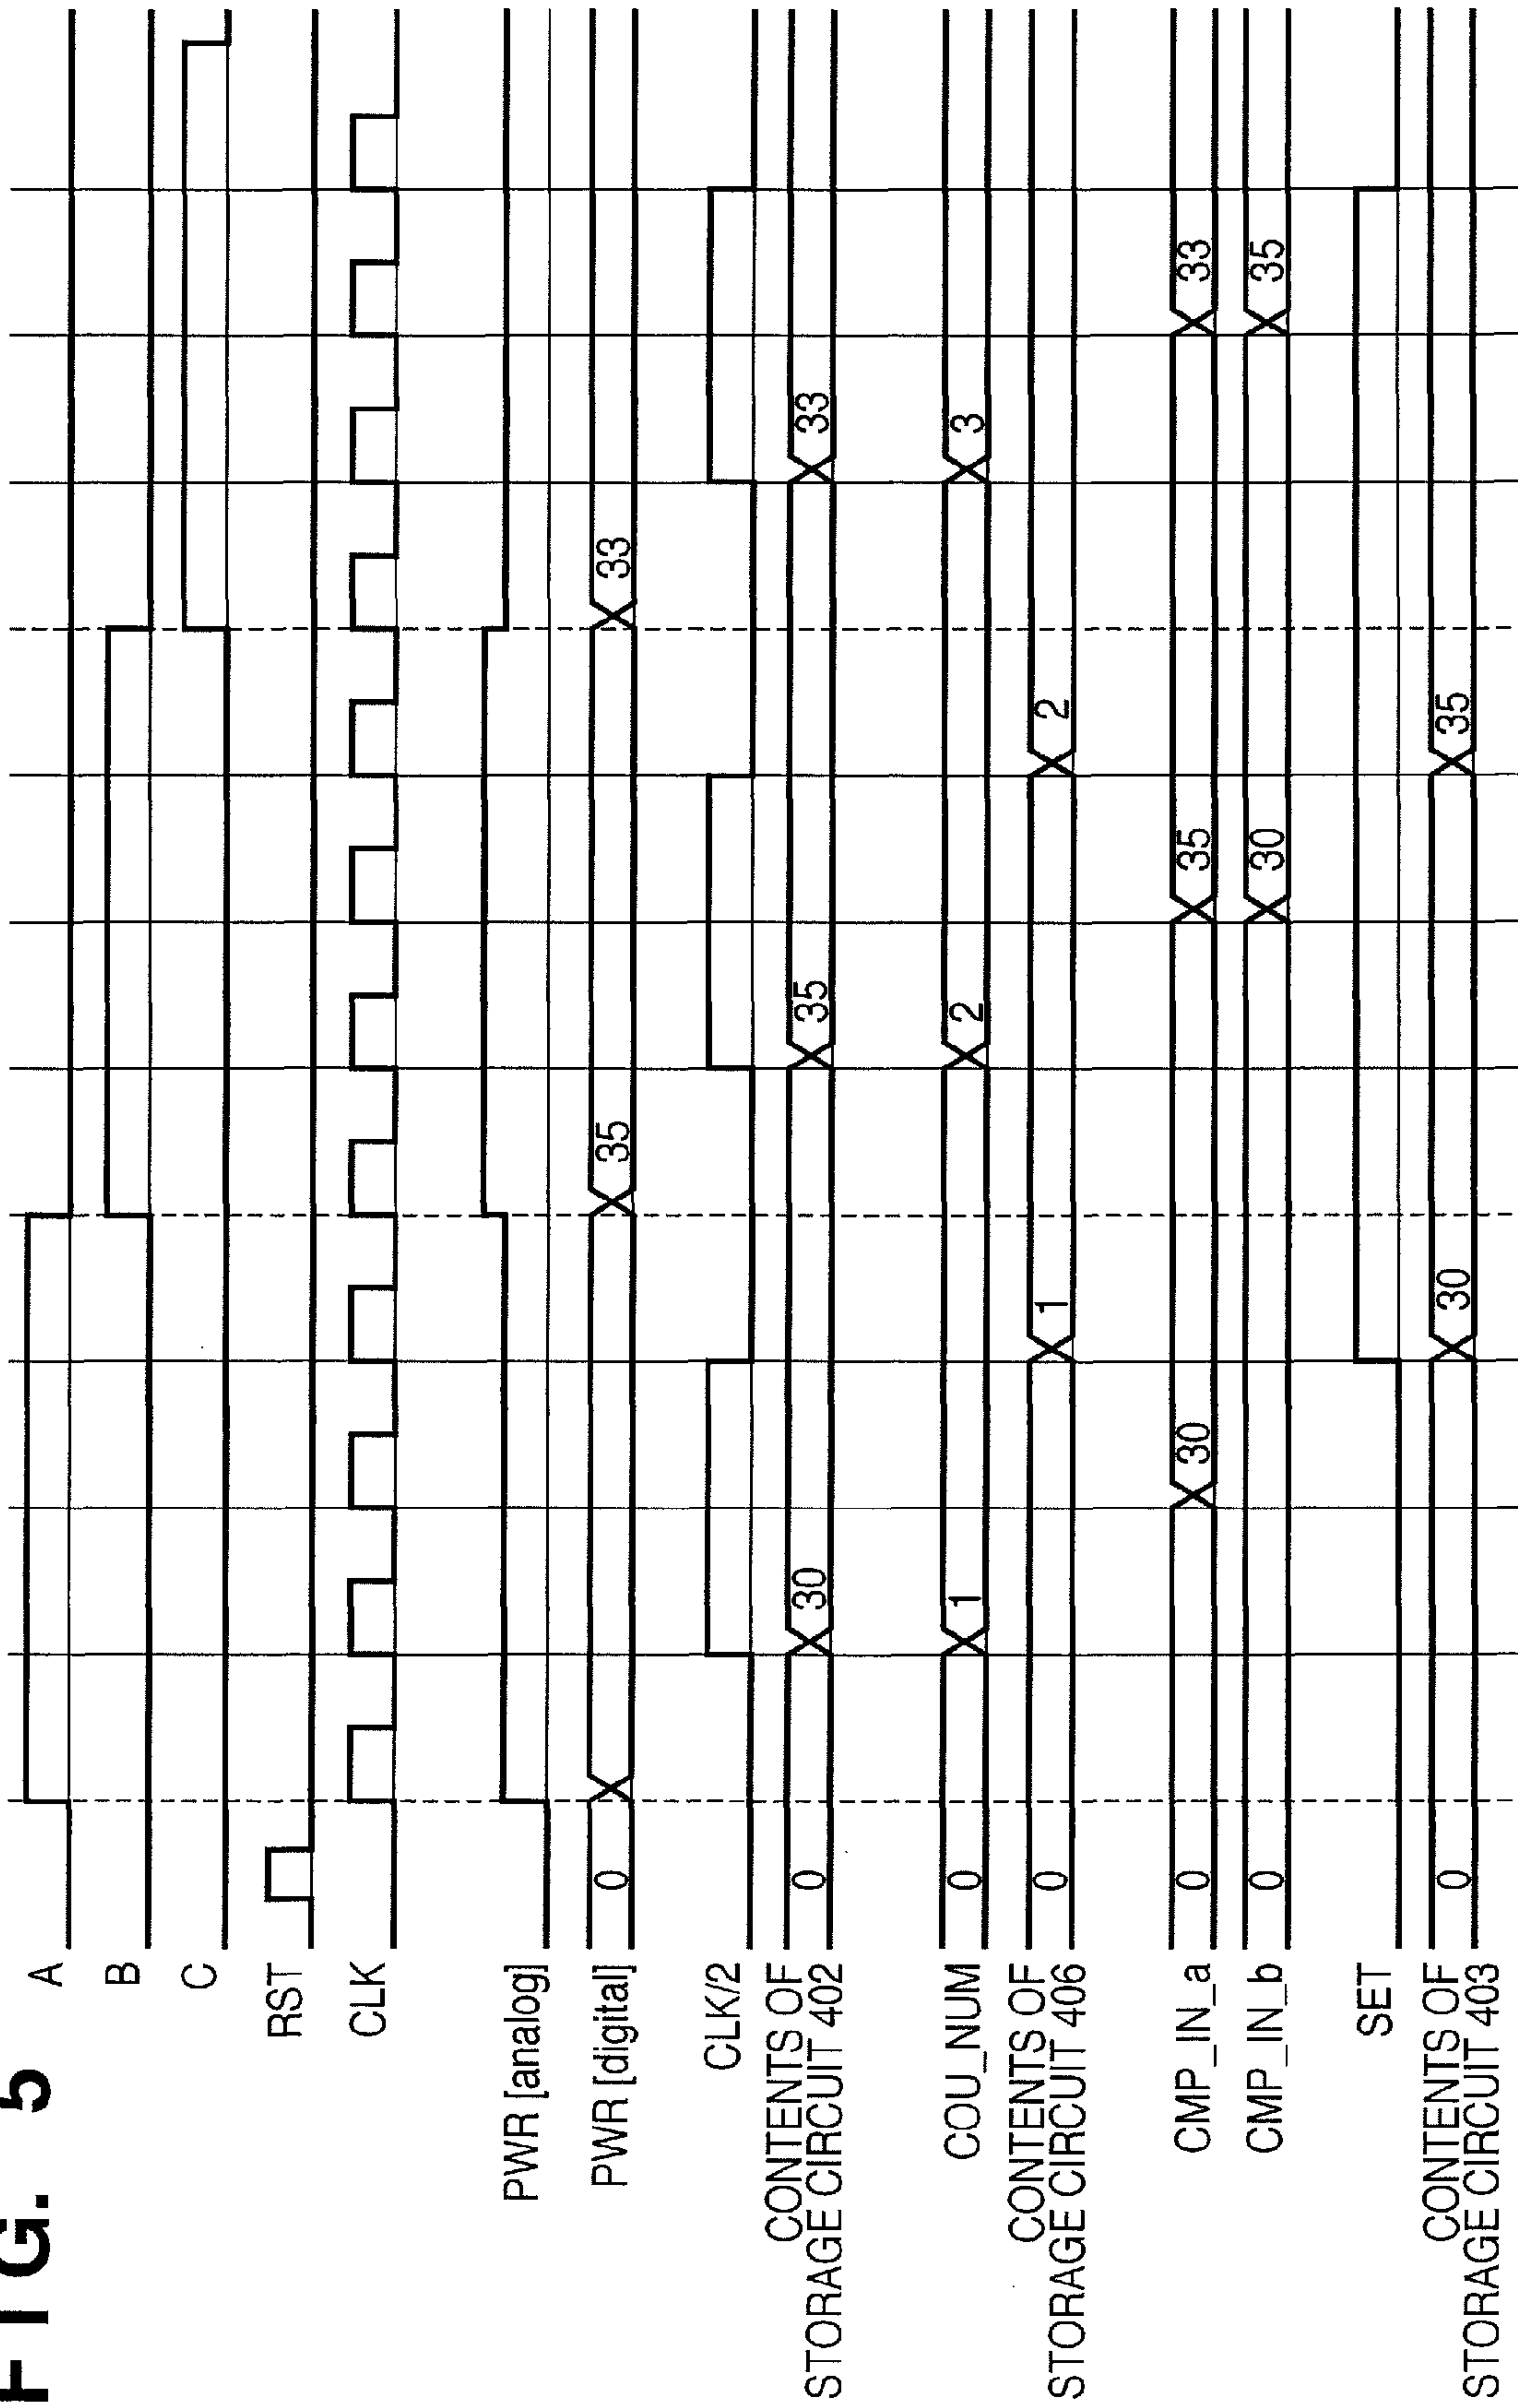 FIG. 5
A
B
C
RST
CLK
PWR [analog]
PWR [digital] 0 35 33
CLK/2
CONTENTS OF
STORAGE CIRCUIT 402 0 30 35 33
COU_NUM 0 1 2 3
CONTENTS OF
STORAGE CIRCUIT 406 0 1 2
CMP_IN_a 0 30 35 33
CMP_IN_b 0 30 35
SET
CONTENTS OF
STORAGE CIRCUIT 403 0 30 35